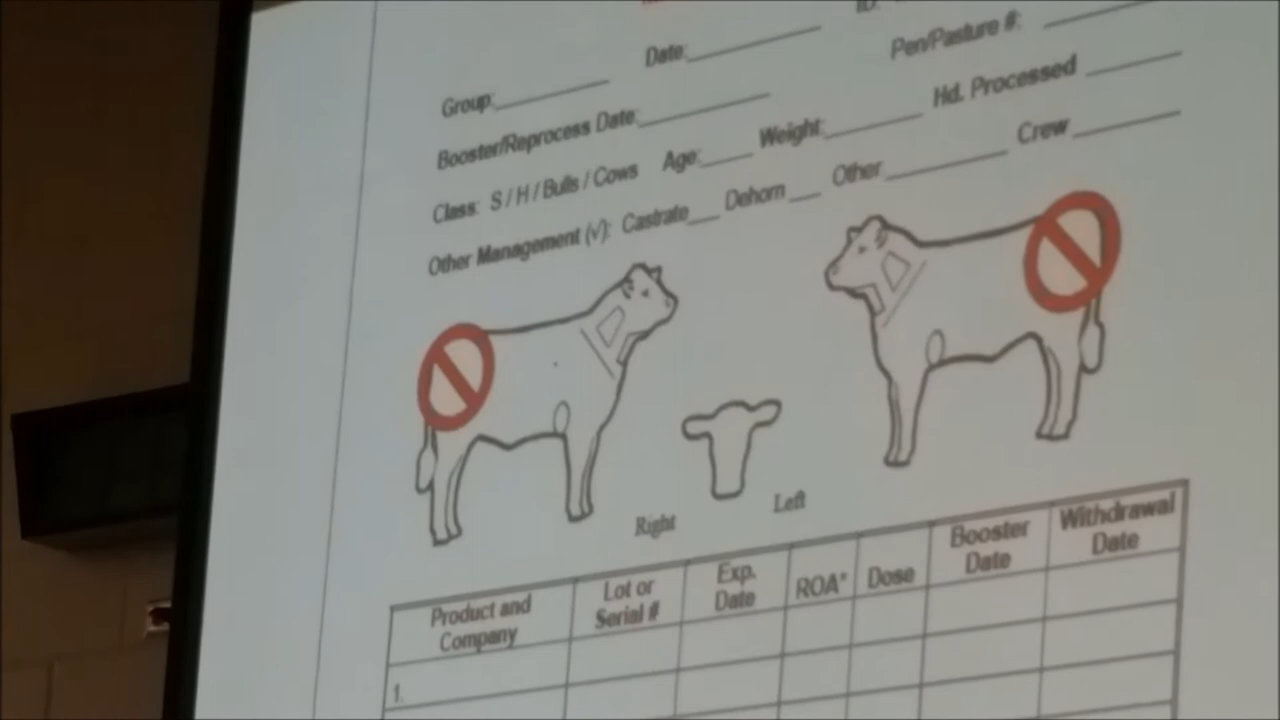 Date:
Pen/Pasture #:
Group:
Booster/Reprocess Date:
Hd. Processed
Class: S / H / Bulls / Cows Age: Weight:
Crew
Other Management (√): Castrate Dehorn Other
Right
Left
Product and Company
Lot or Serial #
Exp. Date
ROA*
Dose
Booster Date
Withdrawal Date
1.